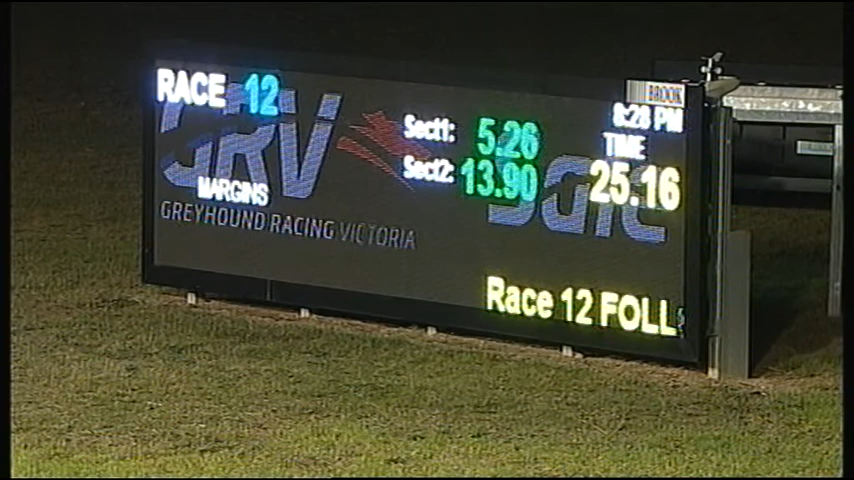 RACE 12
BROOK
8:28 PM
Sect1: 5.26
TIME
Sect2: 13.90
25.16
GRV
MARGINS
GREYHOUND RACING VICTORIA
Race 12 FOLL